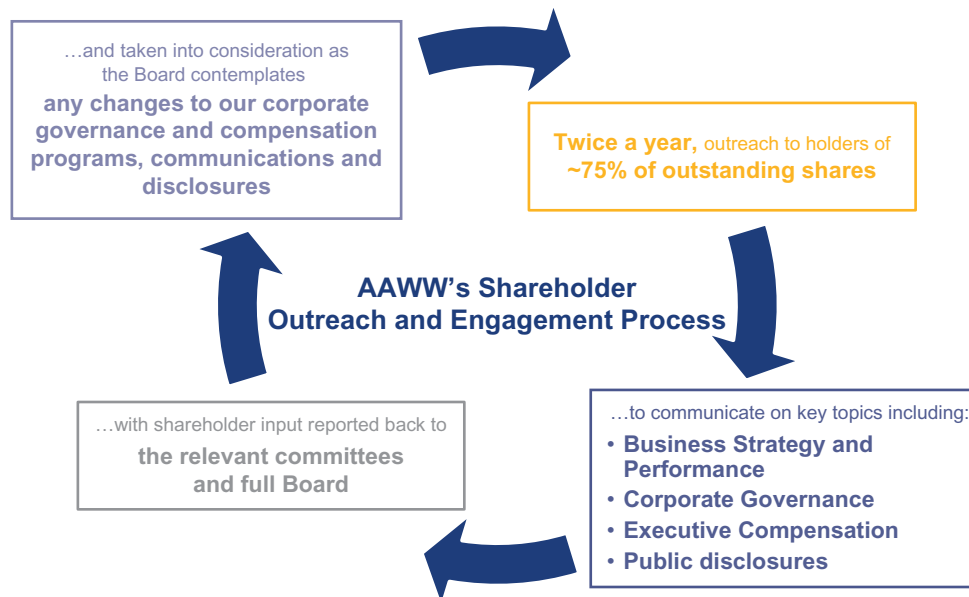 …and taken into consideration as
the Board contemplates
any changes to our corporate
governance and compensation
programs, communications and
disclosures
Twice a year, outreach to holders of
~75% of outstanding shares
AAWW's Shareholder
Outreach and Engagement Process
…to communicate on key topics including:
• Business Strategy and
Performance
• Corporate Governance
• Executive Compensation
• Public disclosures
…with shareholder input reported back to
the relevant committees
and full Board